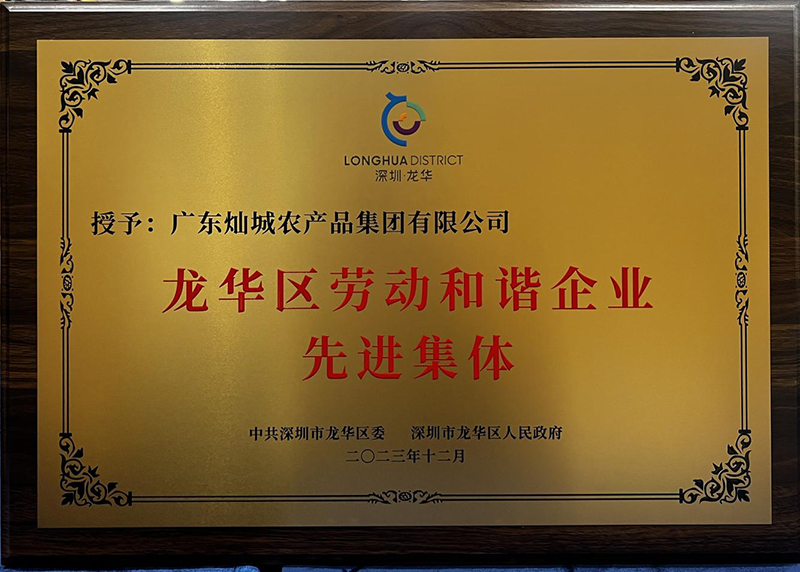 LONGHUA DISTRICT
深圳·龙华
授予：广东灿城农产品集团有限公司
龙华区劳动和谐企业
先进集体
中共深圳市龙华区委 深圳市龙华区人民政府
二〇二三年十二月